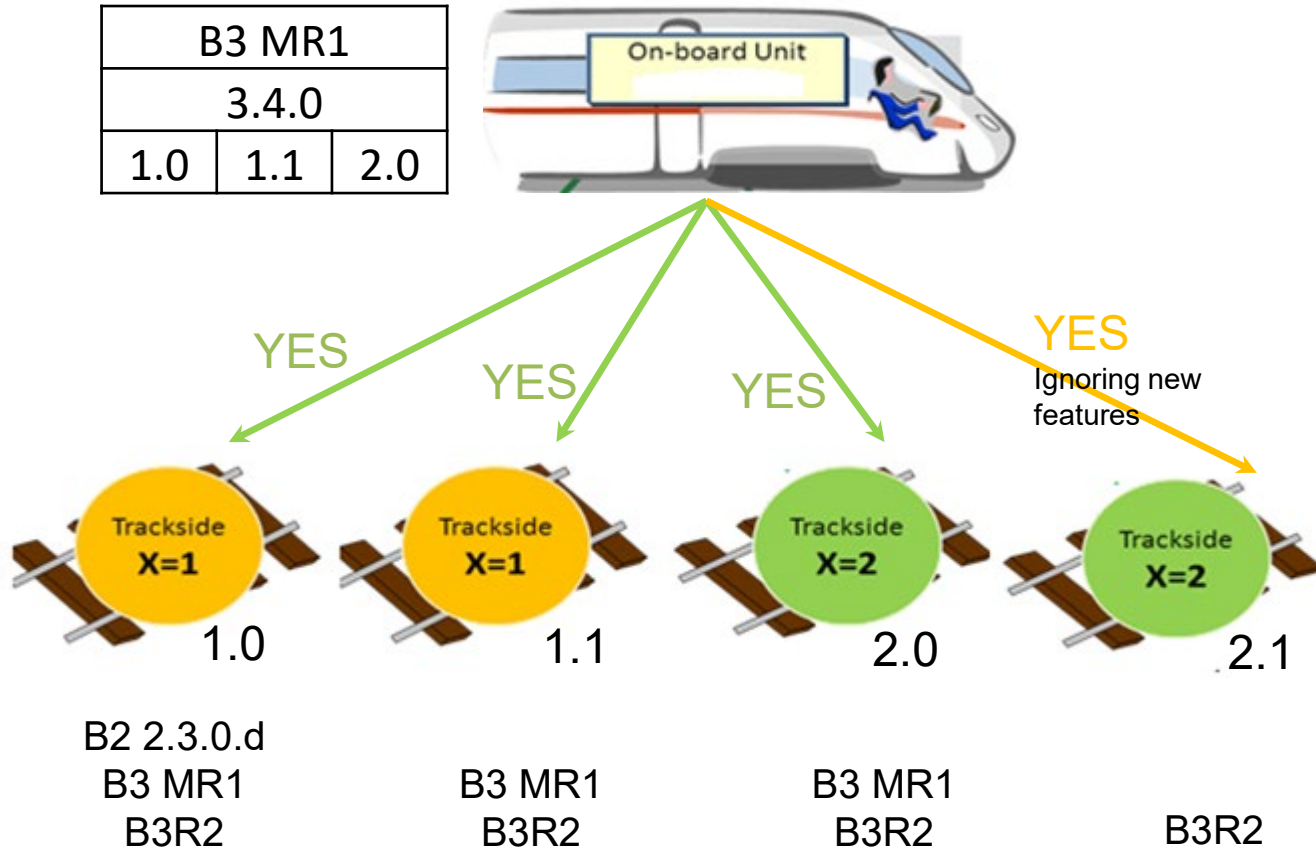 B3 MR1
3.4.0
1.0 1.1 2.0
On-board Unit
YES
YES
YES
YES
Ignoring new
features
Trackside
X=1
1.0
Trackside
X=1
1.1
Trackside
X=2
2.0
Trackside
X=2
2.1
B2 2.3.0.d
B3 MR1
B3R2
B3 MR1
B3R2
B3 MR1
B3R2
B3R2